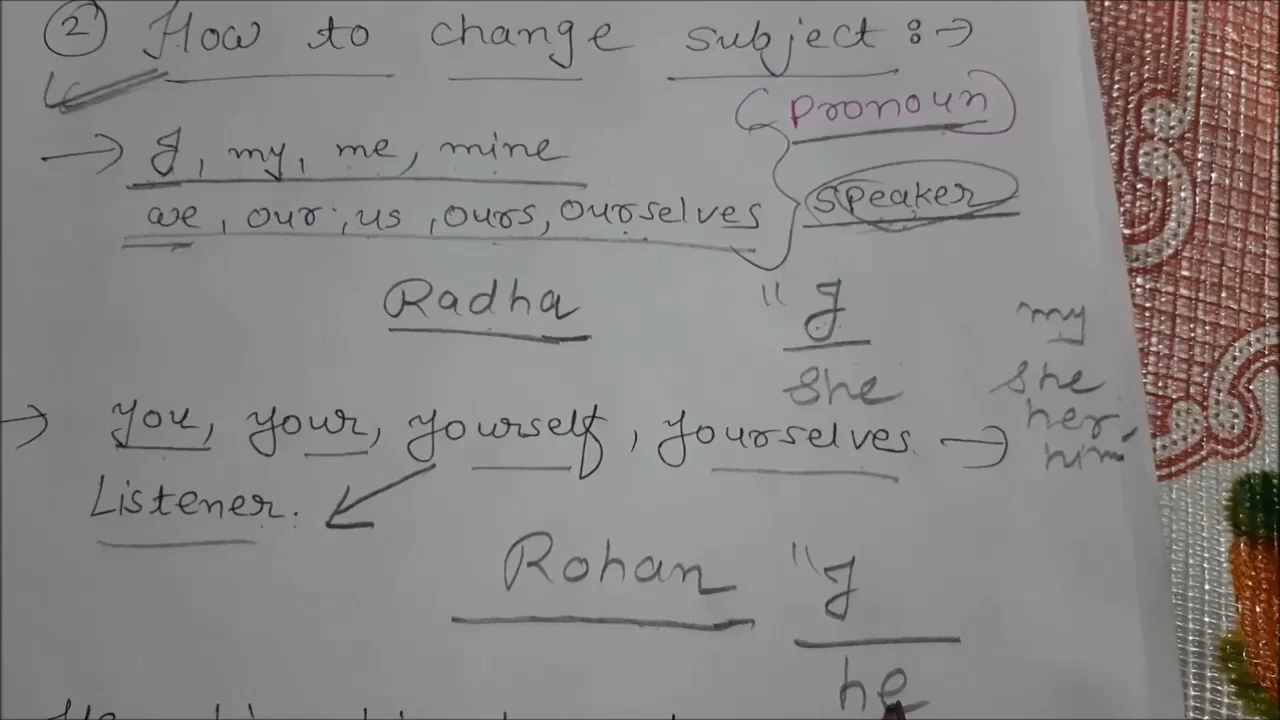 ② How to change subject :→
(Pronoun)
→ I, my, me, mine
speaker
we, our, us, ours, ourselves
Radha "I my
she she
her,
him
→ you, your, yourself, yourselves →
Listener.
Rohan "I
he